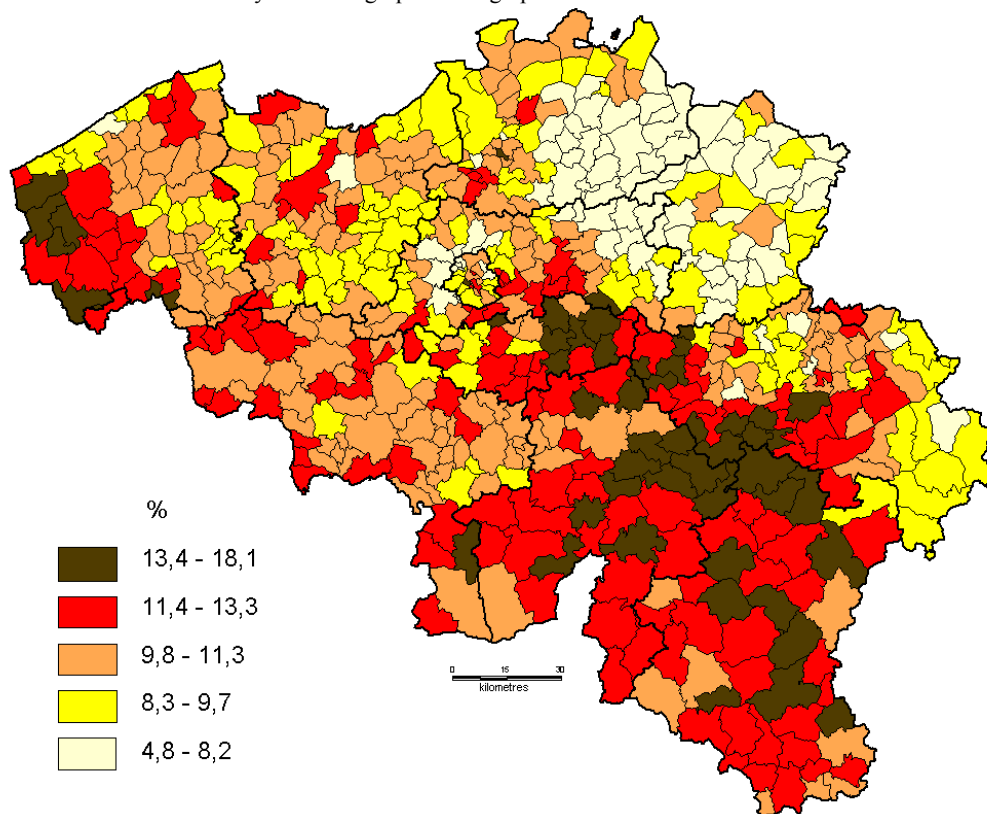 %
13,4 - 18,1
11,4 - 13,3
9,8 - 11,3
8,3 - 9,7
4,8 - 8,2
0 15 30
kilometres